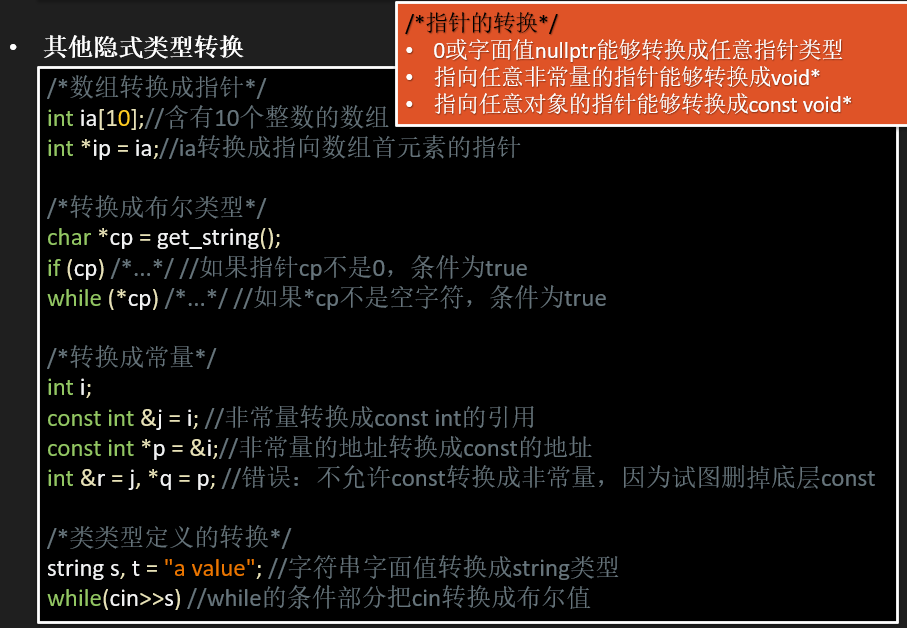 • 其他隐式类型转换
/*指针的转换*/
• 0或字面值nullptr能够转换成任意指针类型
• 指向任意非常量的指针能够转换成void*
• 指向任意对象的指针能够转换成const void*
/*数组转换成指针*/
int ia[10];//含有10个整数的数组
int *ip = ia;//ia转换成指向数组首元素的指针
/*转换成布尔类型*/
char *cp = get_string();
if (cp) /*...*/ //如果指针cp不是0，条件为true
while (*cp) /*...*/ //如果*cp不是空字符，条件为true
/*转换成常量*/
int i;
const int &j = i; //非常量转换成const int的引用
const int *p = &i;//非常量的地址转换成const的地址
int &r = j, *q = p; //错误：不允许const转换成非常量，因为试图删掉底层const
/*类类型定义的转换*/
string s, t = "a value"; //字符串字面值转换成string类型
while(cin>>s) //while的条件部分把cin转换成布尔值